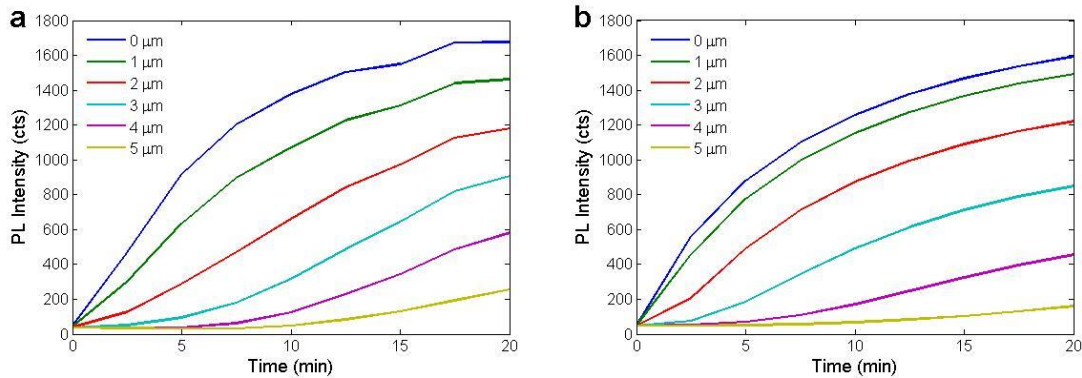 a
1800
1600
1400
1200
1000
800
600
400
200
0
PL Intensity (cts)
0 μm
1 μm
2 μm
3 μm
4 μm
5 μm
0 5 10 15 20
Time (min)
b
1800
1600
1400
1200
1000
800
600
400
200
0
PL Intensity (cts)
0 μm
1 μm
2 μm
3 μm
4 μm
5 μm
0 5 10 15 20
Time (min)